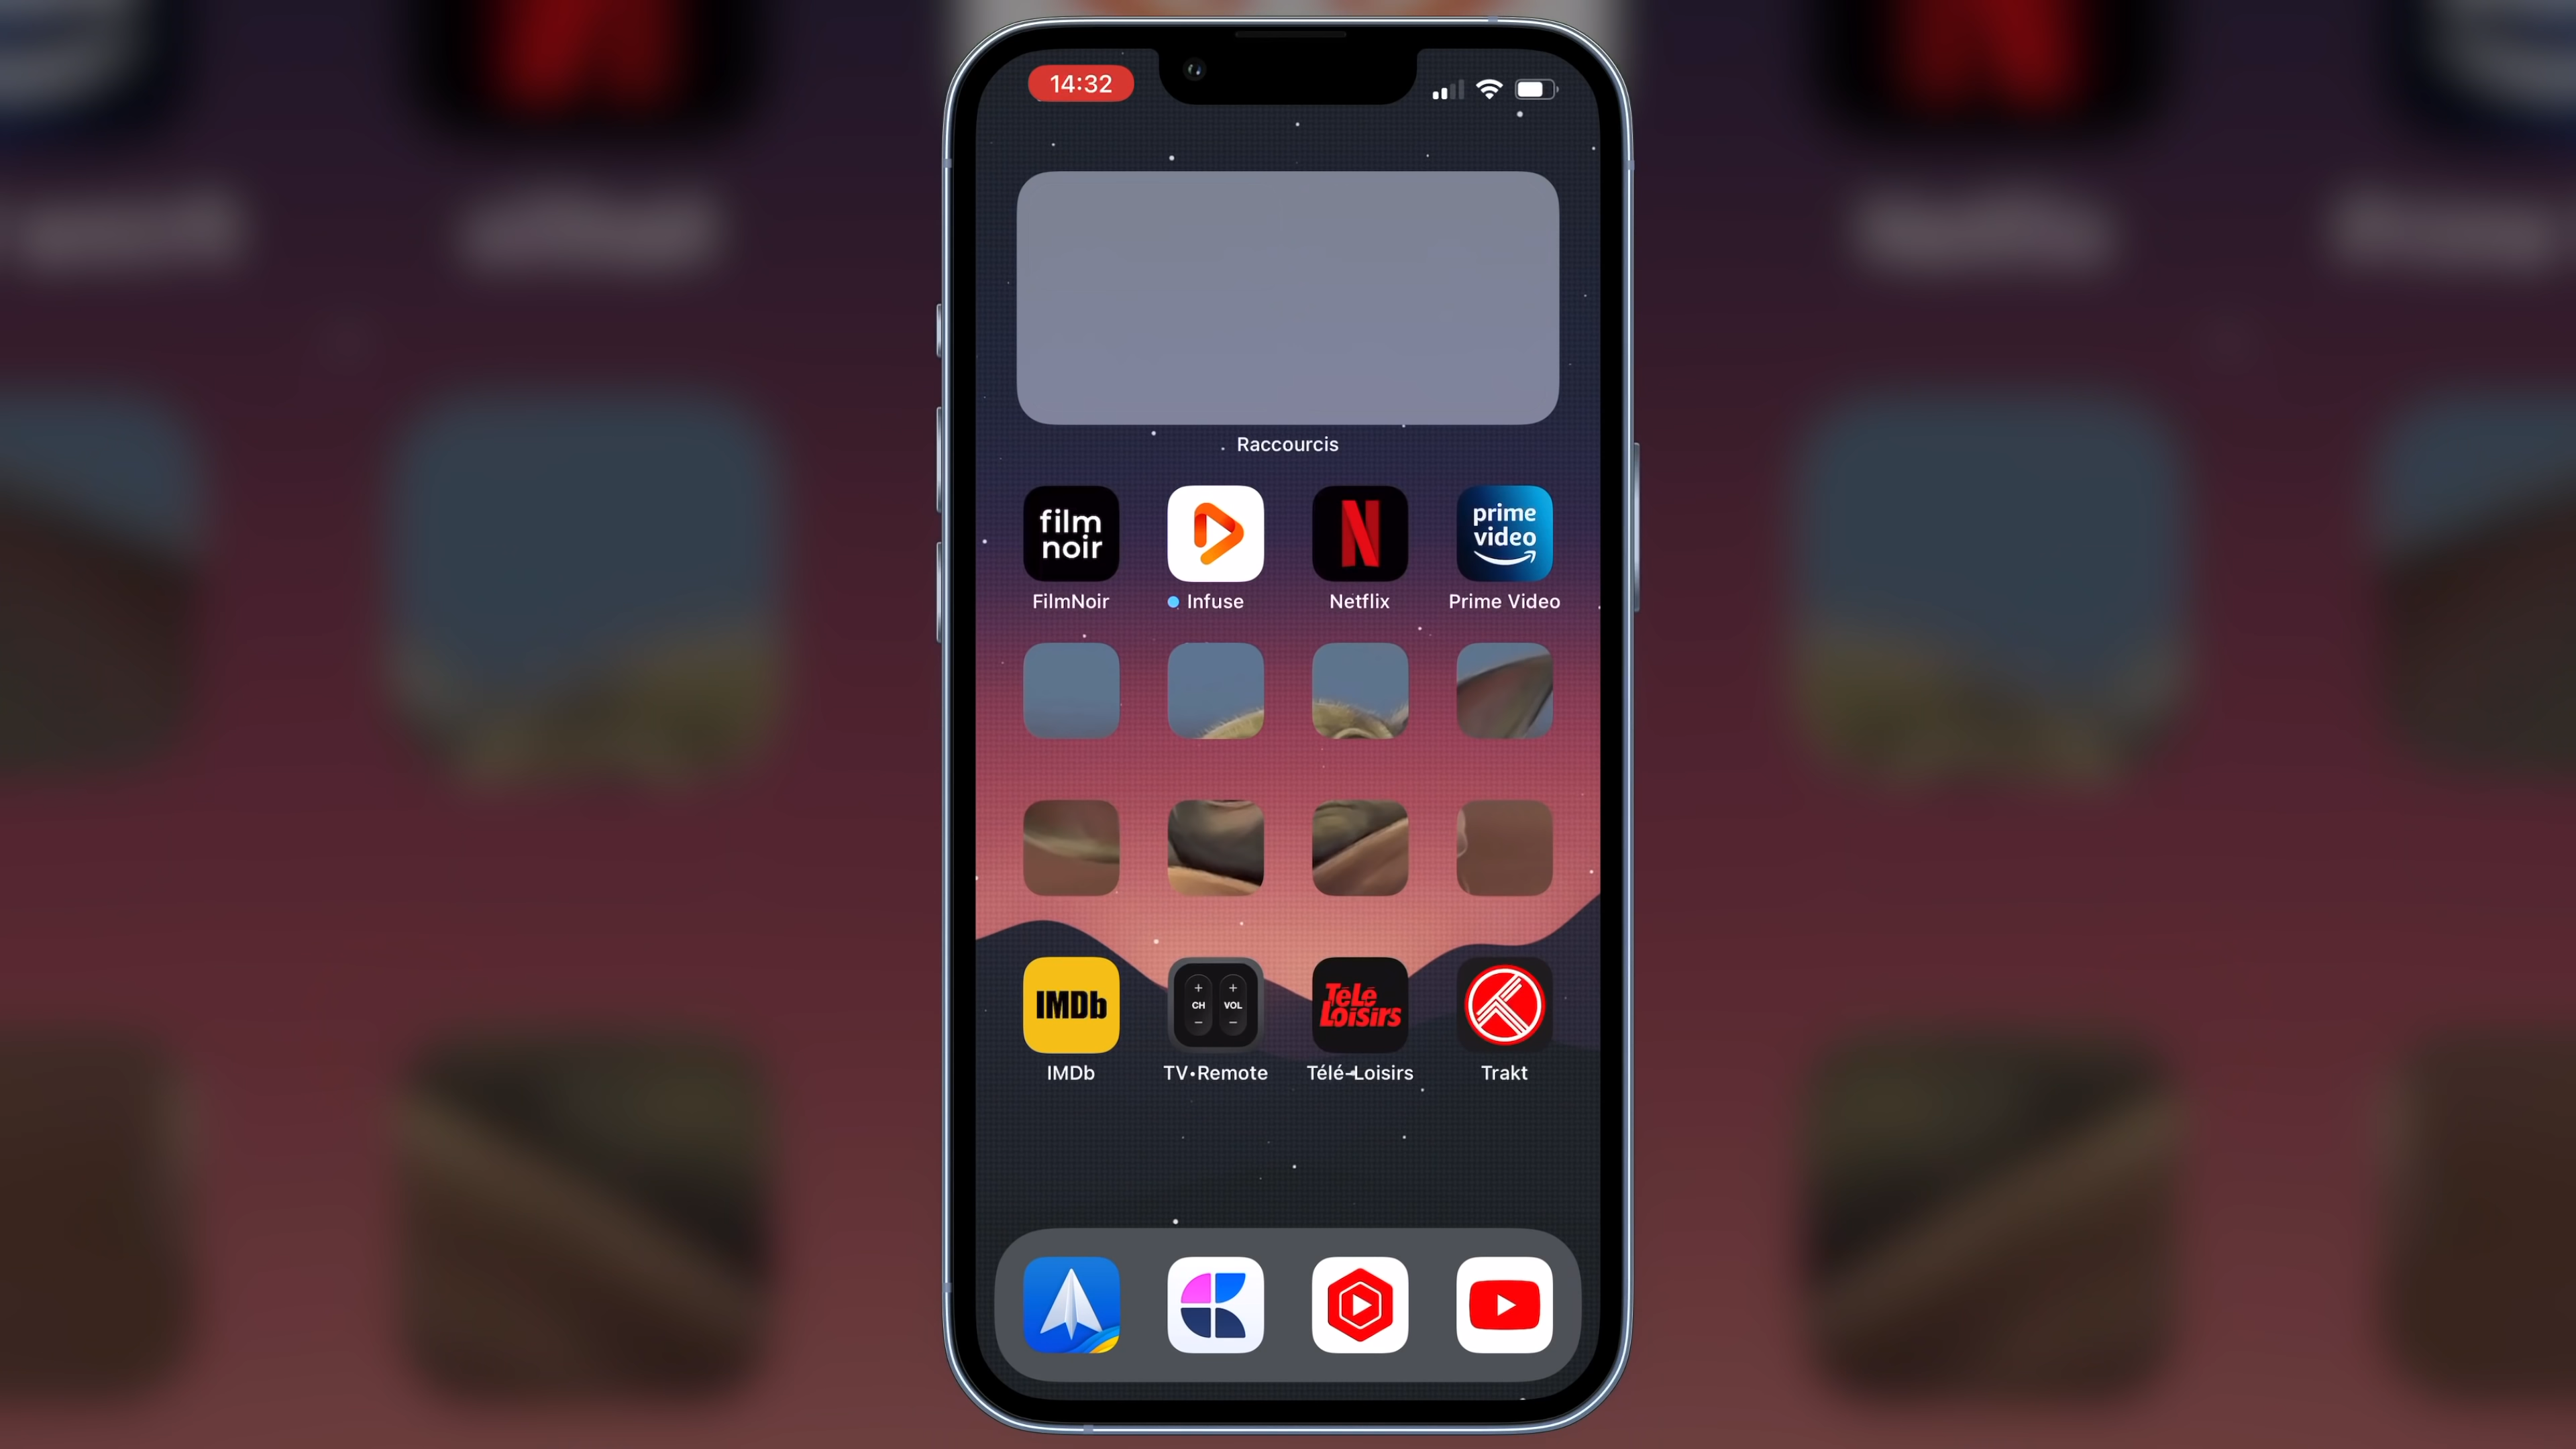 14:32
Raccourcis
film
noir
prime
video
FilmNoir
Infuse
Netflix
Prime Video
IMDb
+
CH
−
+
VOL
−
TéLé
LoisiRs
IMDb
TV•Remote
Télé-Loisirs
Trakt